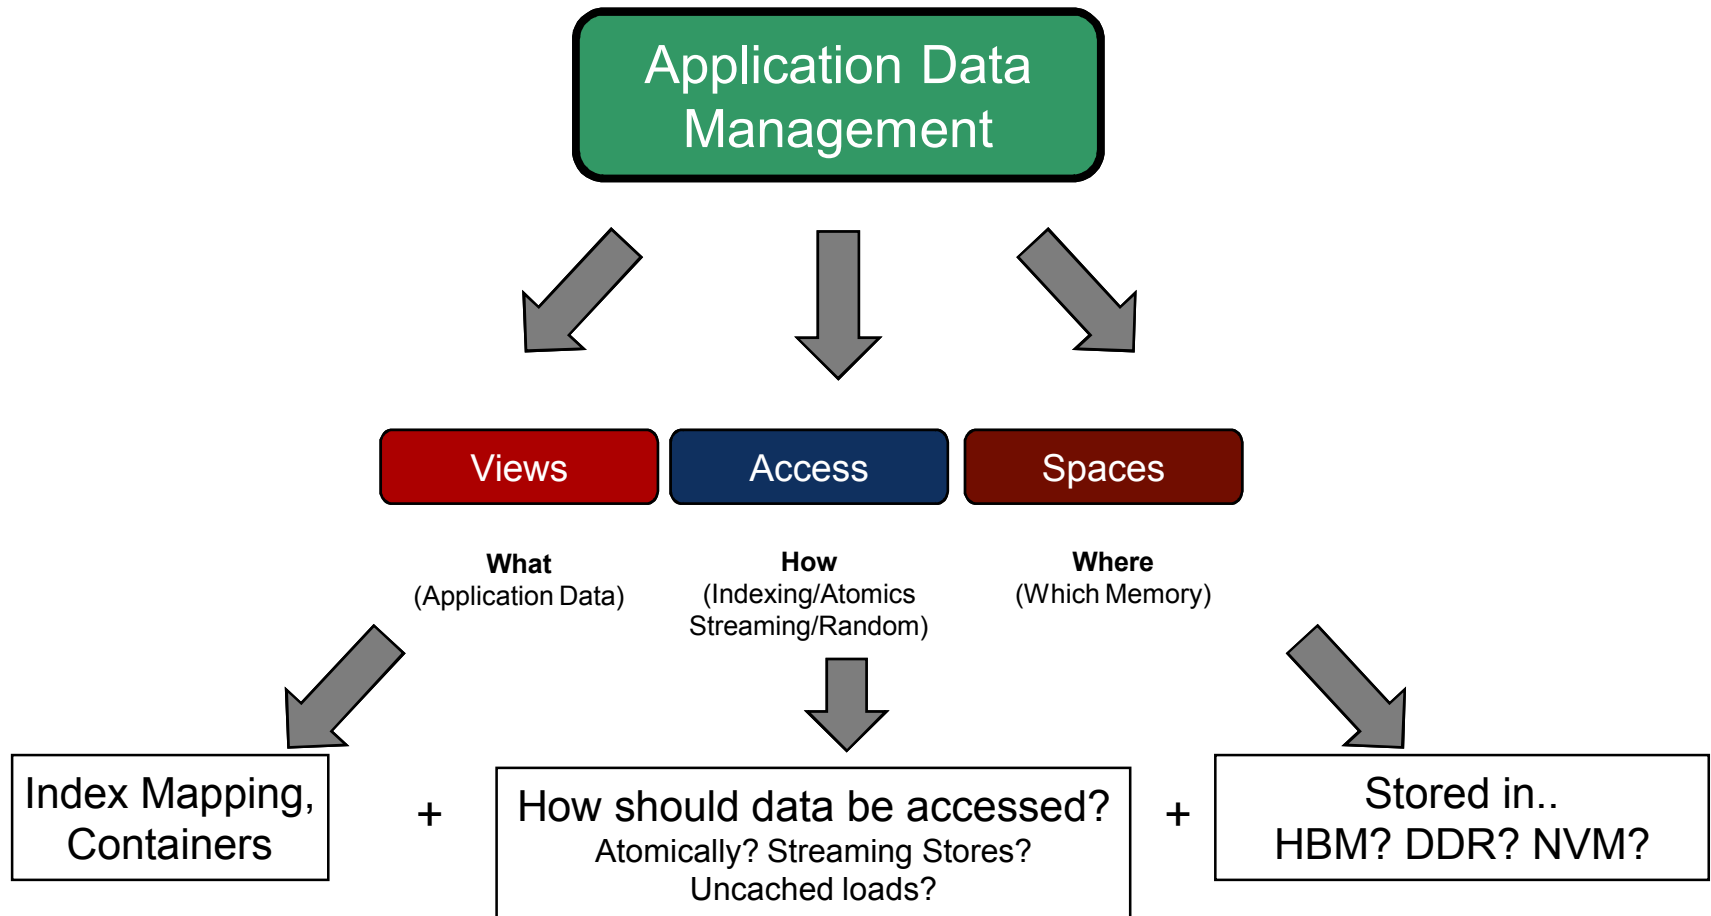 Application Data
Management
Views
Access
Spaces
What
(Application Data)
How
(Indexing/Atomics
Streaming/Random)
Where
(Which Memory)
Index Mapping,
Containers
+
How should data be accessed?
Atomically? Streaming Stores?
Uncached loads?
+
Stored in..
HBM? DDR? NVM?